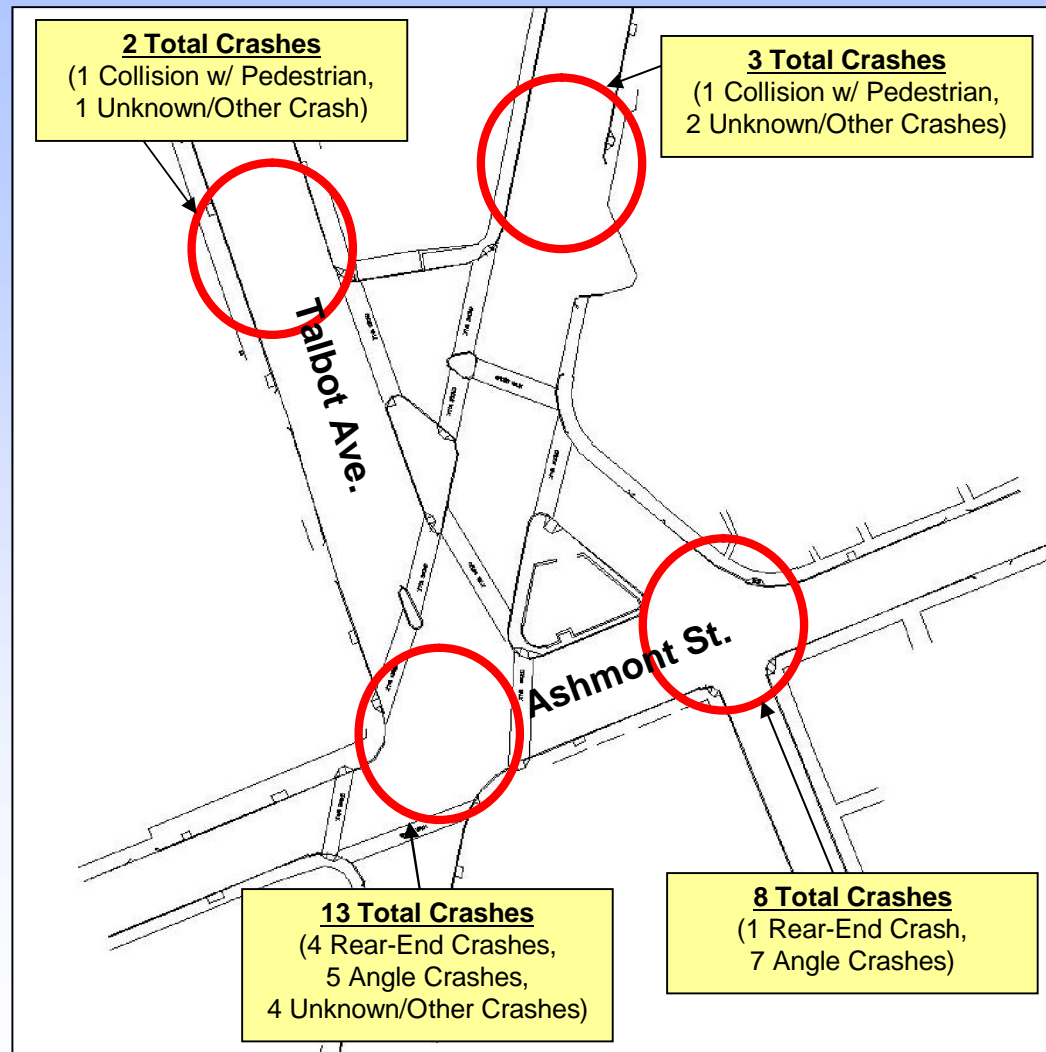 2 Total Crashes
(1 Collision w/ Pedestrian,
1 Unknown/Other Crash)
3 Total Crashes
(1 Collision w/ Pedestrian,
2 Unknown/Other Crashes)
Talbot Ave.
Ashmont St.
13 Total Crashes
(4 Rear-End Crashes,
5 Angle Crashes,
4 Unknown/Other Crashes)
8 Total Crashes
(1 Rear-End Crash,
7 Angle Crashes)